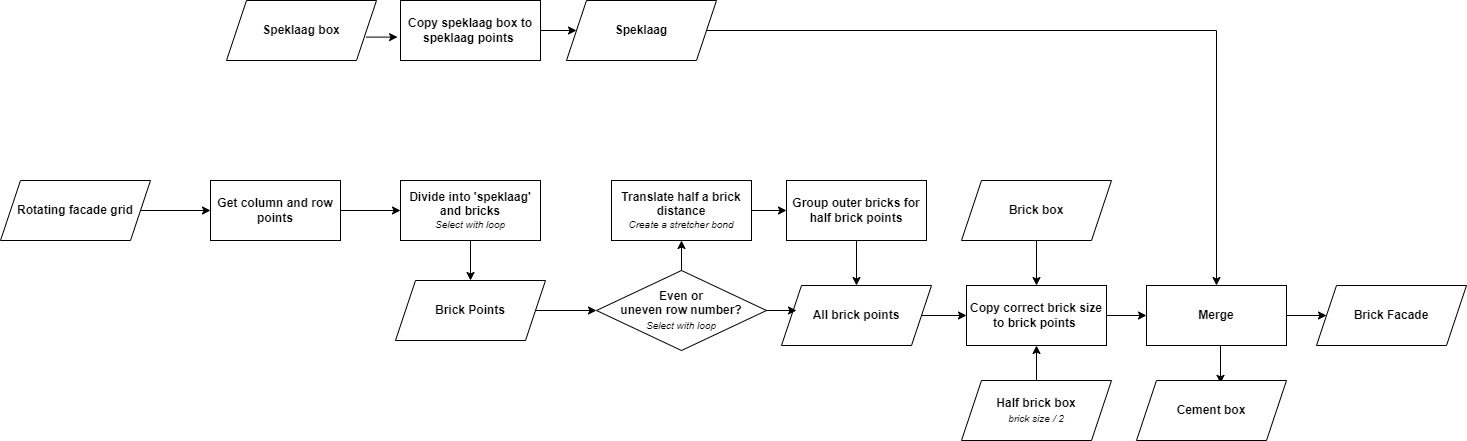 Speklaag box
Copy speklaag box to
speklaag points
Speklaag
Rotating facade grid
Get column and row
points
Divide into 'speklaag'
and bricks
Select with loop
Translate half a brick
distance
Create a stretcher bond
Group outer bricks for
half brick points
Brick box
Brick Points
Even or
uneven row number?
Select with loop
All brick points
Copy correct brick size
to brick points
Merge
Brick Facade
Half brick box
brick size / 2
Cement box